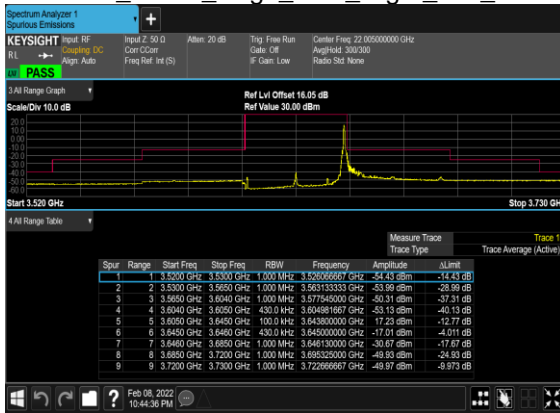 Spectrum Analyzer 1
Spurious Emissions
+
KEYSIGHT Input: RF Input Z: 50 Ω Atten: 20 dB Trig: Free Run Center Freq: 22.005000000 GHz
RL Coupling: DC Corr CCorr Gate: Off Avg|Hold: 300/300
Align: Auto Freq Ref: Int (S) IF Gain: Low Radio Std: None
PASS
3 All Range Graph
Ref Lvl Offset 16.05 dB
Scale/Div 10.0 dB Ref Value 30.00 dBm
20.0
10.0
0.00
-10.0
-20.0
-30.0
-40.0
-50.0
-60.0
Start 3.520 GHz Stop 3.730 GH
4 All Range Table
Measure Trace Trace 1
Trace Type Trace Average (Active)
Spur Range Start Freq Stop Freq RBW Frequency Amplitude ΔLimit
1 1 3.5200 GHz 3.5300 GHz 1.000 MHz 3.526066667 GHz -54.43 dBm -14.43 dB
2 2 3.5300 GHz 3.5650 GHz 1.000 MHz 3.563133333 GHz -53.99 dBm -28.99 dB
3 3 3.5650 GHz 3.6040 GHz 1.000 MHz 3.577545000 GHz -50.31 dBm -37.31 dB
4 4 3.6040 GHz 3.6050 GHz 430.0 kHz 3.604981667 GHz -53.13 dBm -40.13 dB
5 5 3.6050 GHz 3.6450 GHz 100.0 kHz 3.643800000 GHz 17.23 dBm -12.77 dB
6 6 3.6450 GHz 3.6460 GHz 430.0 kHz 3.645000000 GHz -17.01 dBm -4.011 dB
7 7 3.6460 GHz 3.6850 GHz 1.000 MHz 3.646130000 GHz -30.67 dBm -17.67 dB
8 8 3.6850 GHz 3.7200 GHz 1.000 MHz 3.695325000 GHz -49.93 dBm -24.93 dB
9 9 3.7200 GHz 3.7300 GHz 1.000 MHz 3.722666667 GHz -49.97 dBm -9.973 dB
? Feb 08, 2022
10:44:36 PM